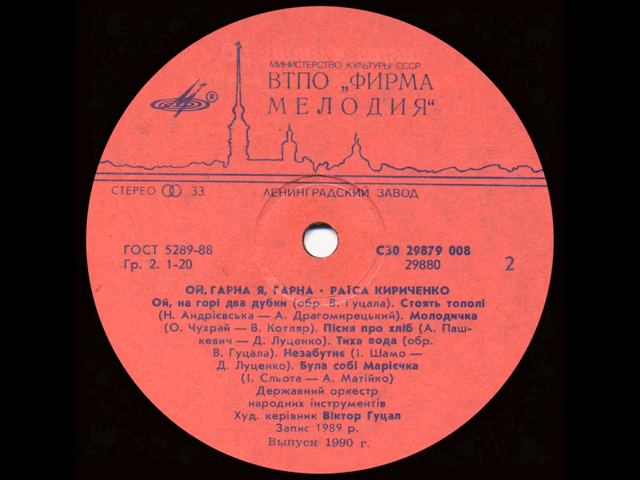 МИНИСТЕРСТВО КУЛЬТУРЫ СССР
ВТПО „ФИРМА
МЕЛОДИЯ“
®
СТЕРЕО 33
ЛЕНИНГРАДСКИЙ ЗАВОД
ГОСТ 5289-88
Гр. 2. 1-20
С30 29879 008
29880
2
ОЙ, ГАРНА Я, ГАРНА · РАЇСА КИРИЧЕНКО
Ой, на горі два дубки (обр. В. Гуцала). Стоять тополі
(Н. Андрієвська — А. Драгомирецький). Молодичка
(О. Чухрай — В. Котляр). Пісня про хліб (А. Паш-
кевич — Д. Луценко). Тиха вода (обр.
В. Гуцала). Незабутнє (І. Шамо —
Д. Луценко). Була собі Марієчка
(І. Сльота — А. Матійко)
Державний оркестр
народних інструментів
Худ. керівник Віктор Гуцал
Запис 1989 р.
Выпуск 1990 г.